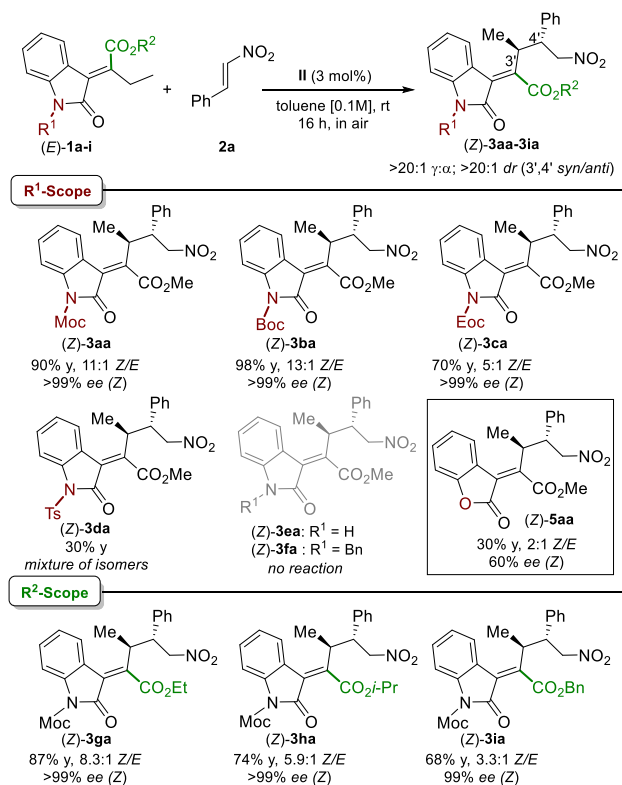 Ph
Me 4'
CO2R2 NO2 NO2
II (3 mol%) 3'
+ CO2R2
Ph toluene [0.1M], rt
N O 16 h, in air N O
R1 R1
(E)-1a-i 2a (Z)-3aa-3ia
>20:1 γ:α; >20:1 dr (3',4' syn/anti)
R1-Scope
Ph Ph Ph
Me Me Me
NO2 NO2 NO2
CO2Me CO2Me CO2Me
N O N O N O
Moc Boc Eoc
(Z)-3aa (Z)-3ba (Z)-3ca
90% y, 11:1 Z/E 98% y, 13:1 Z/E 70% y, 5:1 Z/E
>99% ee (Z) >99% ee (Z) >99% ee (Z)
Ph Ph Ph
Me Me Me
NO2 NO2 NO2
CO2Me CO2Me CO2Me
N O N O O O
Ts R1 (Z)-5aa
(Z)-3da (Z)-3ea: R1 = H 30% y, 2:1 Z/E
30% y (Z)-3fa : R1 = Bn 60% ee (Z)
mixture of isomers no reaction
R2-Scope
Ph Ph Ph
Me Me Me
NO2 NO2 NO2
CO2Et CO2i-Pr CO2Bn
N O N O N O
Moc Moc Moc
(Z)-3ga (Z)-3ha (Z)-3ia
87% y, 8.3:1 Z/E 74% y, 5.9:1 Z/E 68% y, 3.3:1 Z/E
>99% ee (Z) >99% ee (Z) 99% ee (Z)